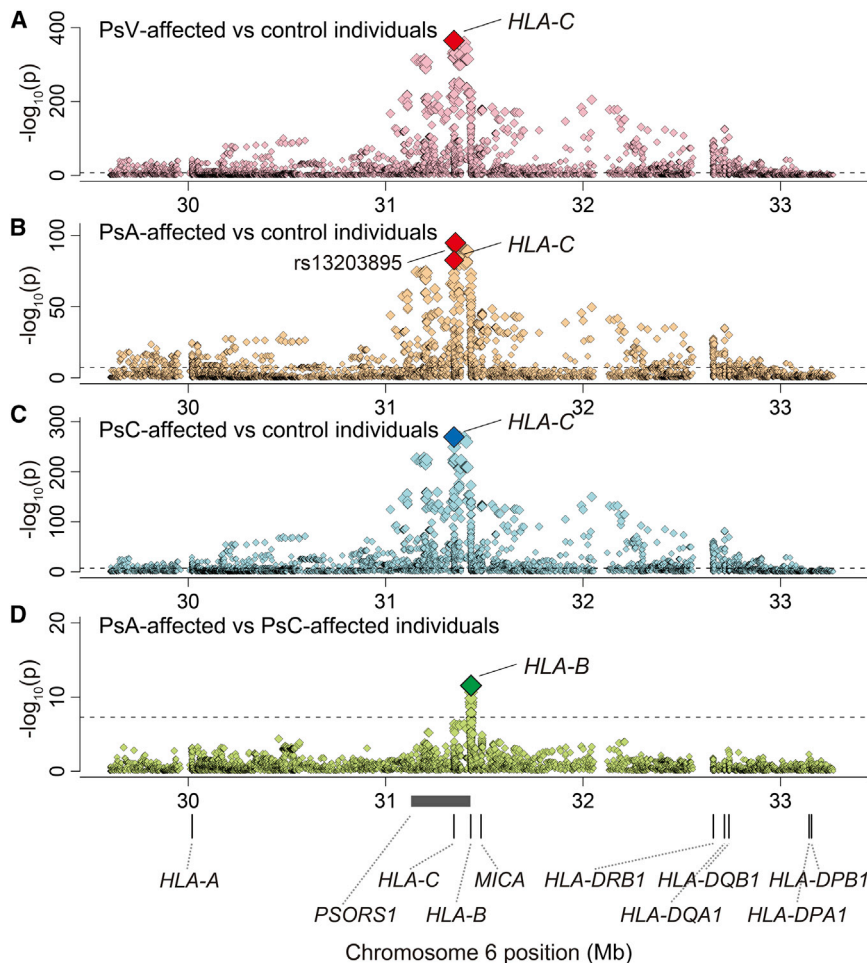 A
PsV-affected vs control individuals
HLA-C
400
200
0
-log10(p)
30
31
32
33
B
PsA-affected vs control individuals
rs13203895
HLA-C
100
50
0
-log10(p)
30
31
32
33
C
PsC-affected vs control individuals
HLA-C
300
200
100
0
-log10(p)
30
31
32
33
D
PsA-affected vs PsC-affected individuals
HLA-B
20
10
0
-log10(p)
30
31
32
33
HLA-A
HLA-C
MICA
HLA-DRB1
HLA-DQB1
HLA-DPB1
PSORS1
HLA-B
HLA-DQA1
HLA-DPA1
Chromosome 6 position (Mb)